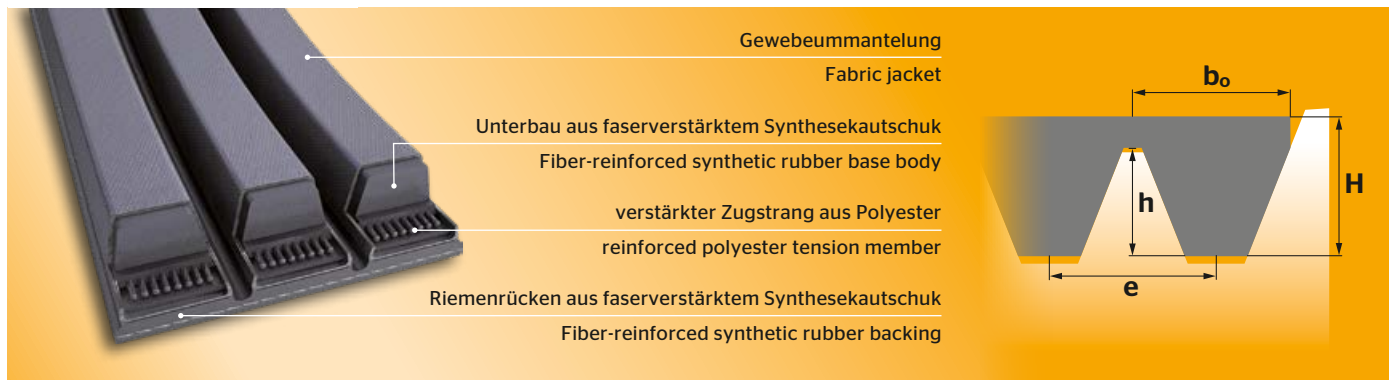 Gewebeummantelung
Fabric jacket
Unterbau aus faserverstärktem Synthesekautschuk
Fiber-reinforced synthetic rubber base body
verstärkter Zugstrang aus Polyester
reinforced polyester tension member
Riemenrücken aus faserverstärktem Synthesekautschuk
Fiber-reinforced synthetic rubber backing
bₒ
H
h
e